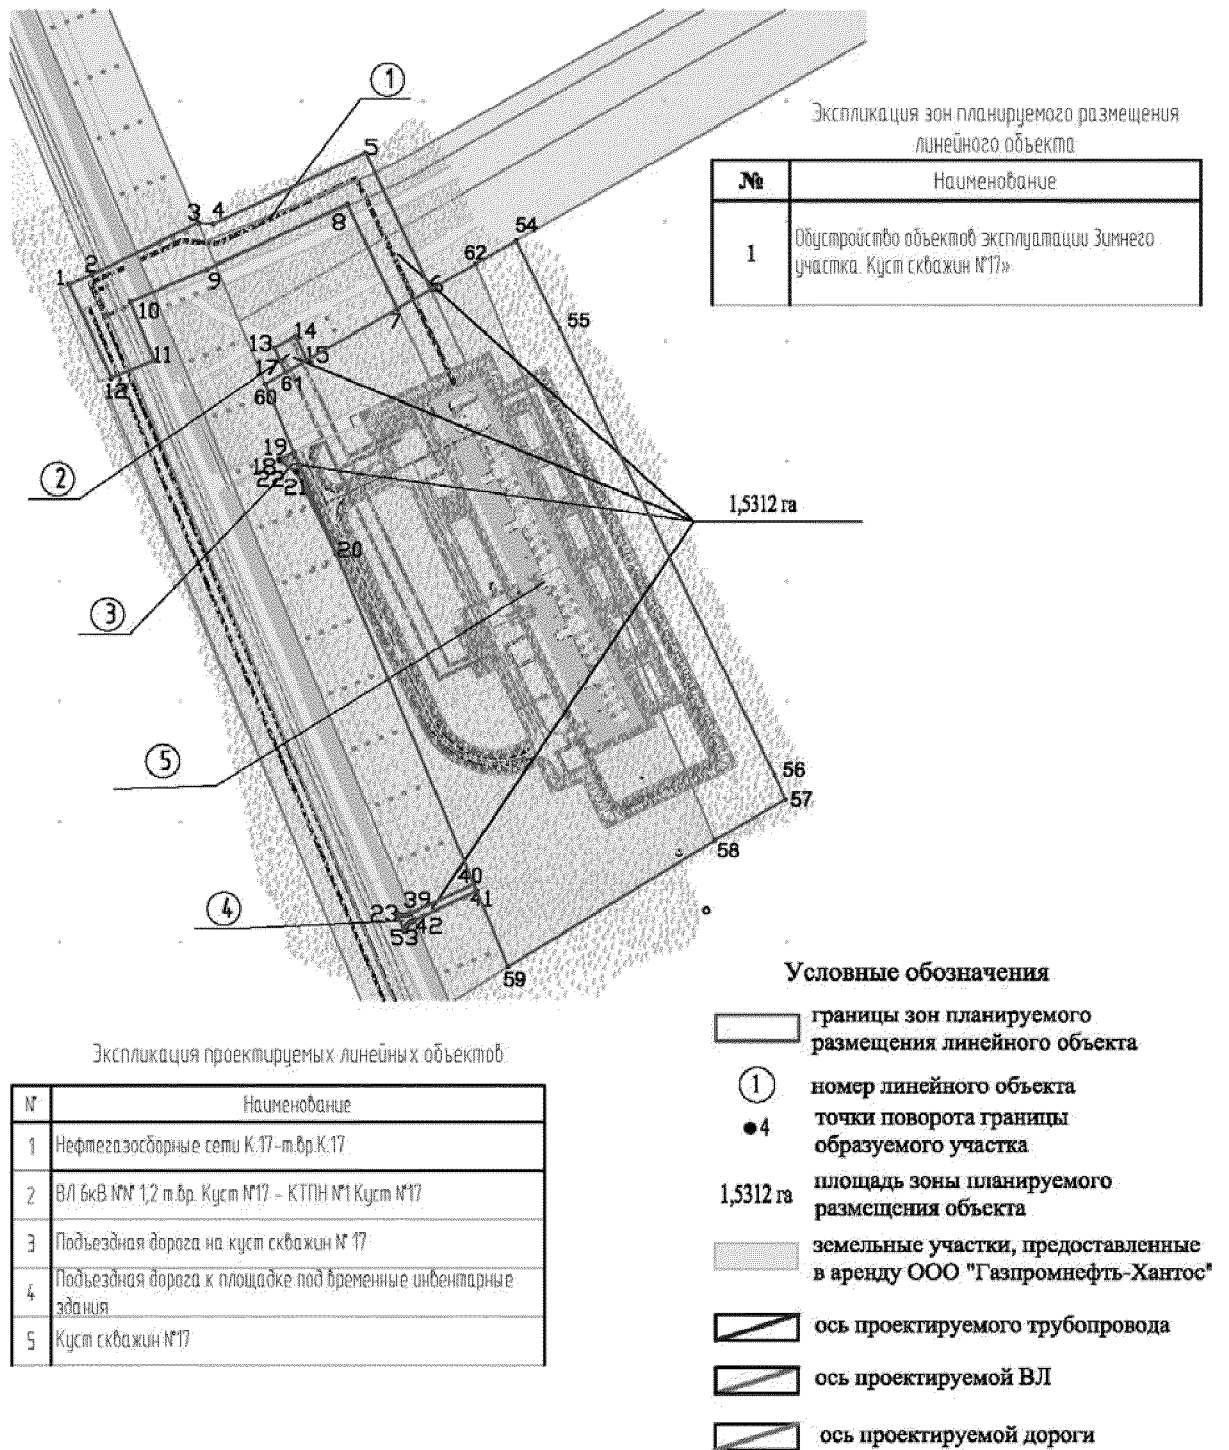 1
5
3 4
8
54
62
2
1
9
6
10
7
55
14
13
11
15
17
12
61
60
19
18
22
21
2
1,5312 га
20
3
5
56
57
58
40
39
41
4
23
42
53
59
Экспликация зон планируемого размещения
линейного объекта
№ Наименование
1 Обустройство объектов эксплуатации Зимнего
участка. Куст скважин №17»
Условные обозначения
границы зон планируемого
размещения линейного объекта
1 номер линейного объекта
4 точки поворота границы
образуемого участка
1,5312 га площадь зоны планируемого
размещения объекта
земельные участки, предоставленные
в аренду ООО "Газпромнефть-Хантос"
ось проектируемого трубопровода
ось проектируемой ВЛ
ось проектируемой дороги
Экспликация проектируемых линейных объектов
№ Наименование
1 Нефтегазосборные сети К.17-т.вр.К.17
2 ВЛ 6кВ №№ 1,2 т.вр. Куст №17 - КТПН №1 Куст №17
3 Подъездная дорога на куст скважин № 17
4 Подъездная дорога к площадке под временные инвентарные
здания
5 Куст скважин №17